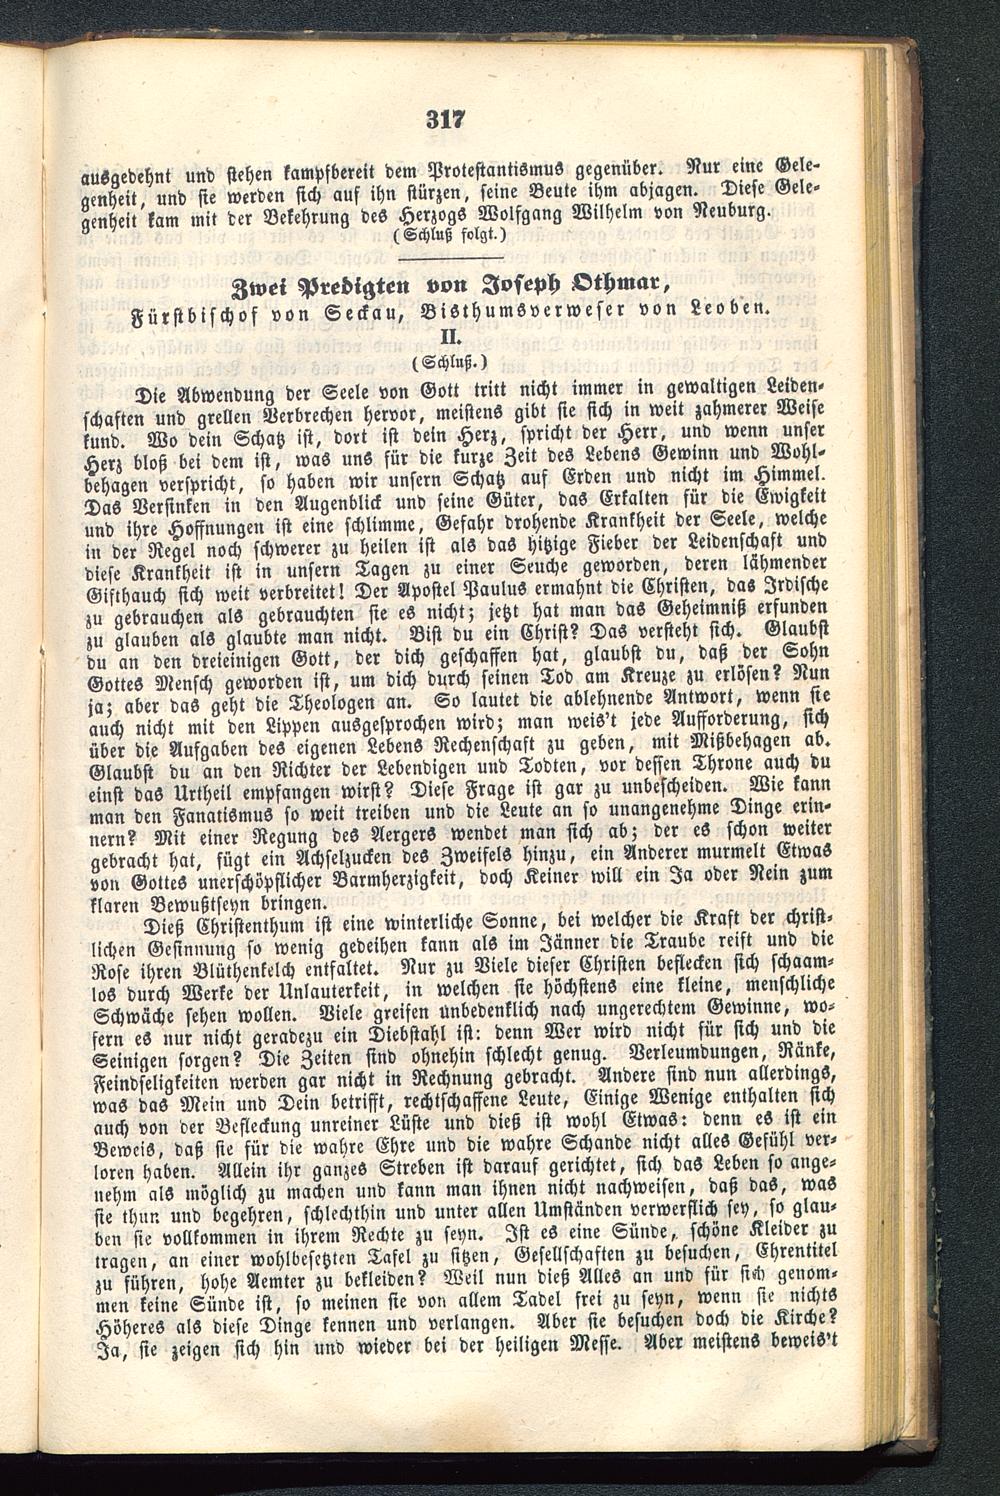 317
ausgedehnt und stehen kampfbereit dem Protestantismus gegenüber. Nur eine Gele-
genheit, und sie werden sich auf ihn stürzen, seine Beute ihm abjagen. Diese Gele-
genheit kam mit der Bekehrung des Herzogs Wolfgang Wilhelm von Neuburg.
(Schluß folgt.)
Zwei Predigten von Joseph Othmar,
Fürstbischof von Seckau, Bisthumsverweser von Leoben.
II.
(Schluß.)
Die Abwendung der Seele von Gott tritt nicht immer in gewaltigen Leiden-
schaften und grellen Verbrechen hervor, meistens gibt sie sich in weit zahmerer Weise
kund. Wo dein Schatz ist, dort ist dein Herz, spricht der Herr, und wenn unser
Herz bloß bei dem ist, was uns für die kurze Zeit des Lebens Gewinn und Wohl-
behagen verspricht, so haben wir unsern Schatz auf Erden und nicht im Himmel.
Das Versinken in den Augenblick und seine Güter, das Erkalten für die Ewigkeit
und ihre Hoffnungen ist eine schlimme, Gefahr drohende Krankheit der Seele, welche
in der Regel noch schwerer zu heilen ist als das hitzige Fieber der Leidenschaft und
diese Krankheit ist in unsern Tagen zu einer Seuche geworden, deren lähmender
Gifthauch sich weit verbreitet! Der Apostel Paulus ermahnt die Christen, das Irdische
zu gebrauchen als gebrauchten sie es nicht; jetzt hat man das Geheimniß erfunden
zu glauben als glaubte man nicht. Bist du ein Christ? Das versteht sich. Glaubst
du an den dreieinigen Gott, der dich geschaffen hat, glaubst du, daß der Sohn
Gottes Mensch geworden ist, um dich durch seinen Tod am Kreuze zu erlösen? Nun
ja; aber das geht die Theologen an. So lautet die ablehnende Antwort, wenn sie
auch nicht mit den Lippen ausgesprochen wird; man weis't jede Aufforderung, sich
über die Aufgaben des eigenen Lebens Rechenschaft zu geben, mit Mißbehagen ab.
Glaubst du an den Richter der Lebendigen und Todten, vor dessen Throne auch du
einst das Urtheil empfangen wirst? Diese Frage ist gar zu unbescheiden. Wie kann
man den Fanatismus so weit treiben und die Leute an so unangenehme Dinge erin-
nern? Mit einer Regung des Aergers wendet man sich ab; der es schon weiter
gebracht hat, fügt ein Achselzucken des Zweifels hinzu, ein Anderer murmelt Etwas
von Gottes unerschöpflicher Barmherzigkeit, doch Keiner will ein Ja oder Nein zum
klaren Bewußtseyn bringen.
Dieß Christenthum ist eine winterliche Sonne, bei welcher die Kraft der christ-
lichen Gesinnung so wenig gedeihen kann als im Jänner die Traube reift und die
Rose ihren Blüthenkelch entfaltet. Nur zu Viele dieser Christen beflecken sich schaam-
los durch Werke der Unlauterkeit, in welchen sie höchstens eine kleine, menschliche
Schwäche sehen wollen. Viele greifen unbedenklich nach ungerechtem Gewinne, wo-
fern es nur nicht geradezu ein Diebstahl ist: denn Wer wird nicht für sich und die
Seinigen sorgen? Die Zeiten sind ohnehin schlecht genug. Verleumdungen, Ränke,
Feindseligkeiten werden gar nicht in Rechnung gebracht. Andere sind nun allerdings,
was das Mein und Dein betrifft, rechtschaffene Leute, Einige Wenige enthalten sich
auch von der Befleckung unreiner Lüste und dieß ist wohl Etwas: denn es ist ein
Beweis, daß sie für die wahre Ehre und die wahre Schande nicht alles Gefühl ver-
loren haben. Allein ihr ganzes Streben ist darauf gerichtet, sich das Leben so ange-
nehm als möglich zu machen und kann man ihnen nicht nachweisen, daß das, was
sie thun und begehren, schlechthin und unter allen Umständen verwerflich sey, so glau-
ben sie vollkommen in ihrem Rechte zu seyn. Ist es eine Sünde, schöne Kleider zu
tragen, an einer wohlbesetzten Tafel zu sitzen, Gesellschaften zu besuchen, Ehrentitel
zu führen, hohe Aemter zu bekleiden? Weil nun dieß Alles an und für sich genom-
men keine Sünde ist, so meinen sie von allem Tadel frei zu seyn, wenn sie nichts
Höheres als diese Dinge kennen und verlangen. Aber sie besuchen doch die Kirche?
Ja, sie zeigen sich hin und wieder bei der heiligen Messe. Aber meistens beweis't